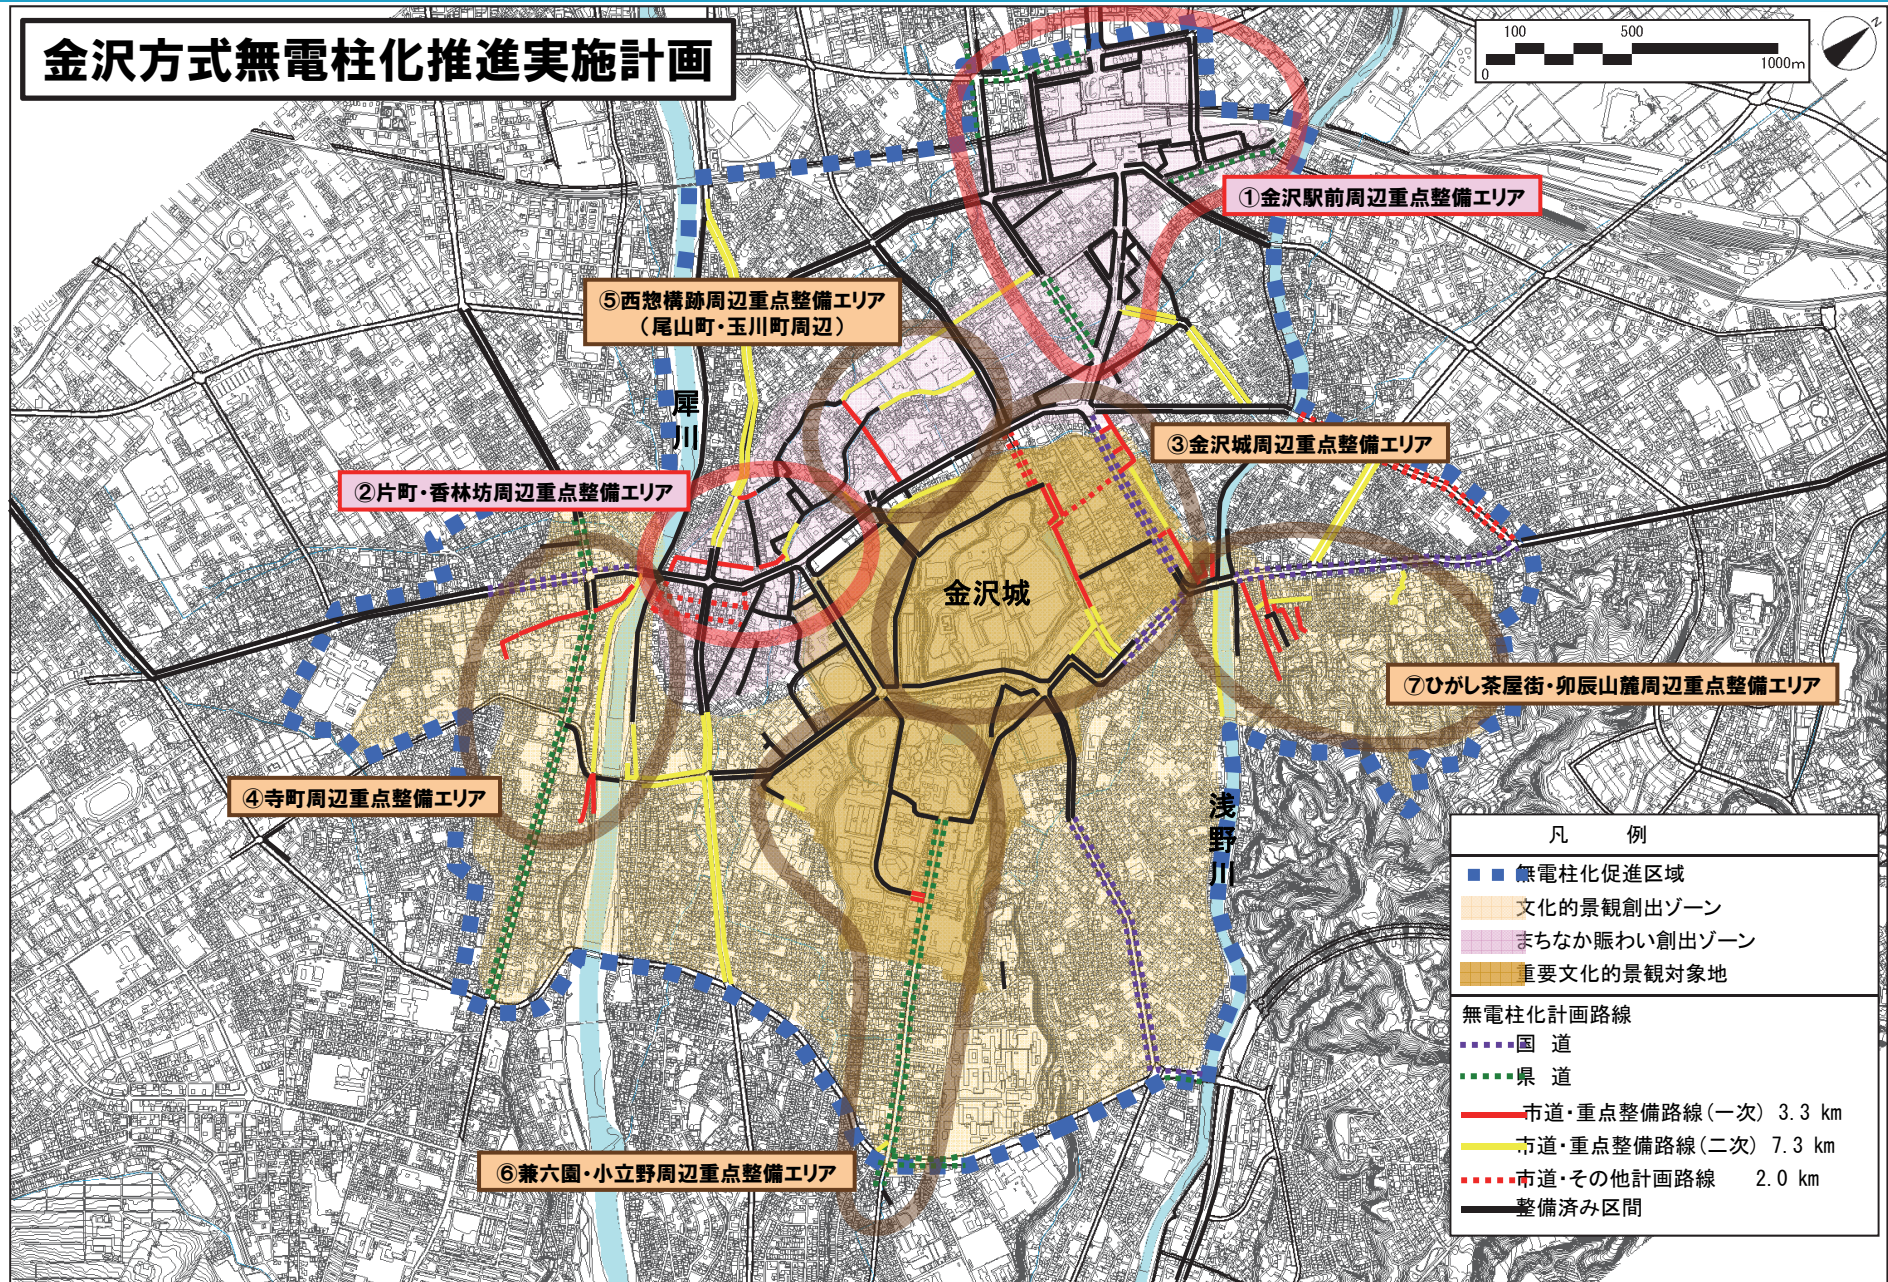 金沢方式無電柱化推進実施計画
100
500
0
1000m
Z
①金沢駅前周辺重点整備エリア
⑤西惣構跡周辺重点整備エリア
(尾山町・玉川町周辺)
犀川
③金沢城周辺重点整備エリア
②片町・香林坊周辺重点整備エリア
金沢城
⑦ひがし茶屋街・卯辰山麓周辺重点整備エリア
④寺町周辺重点整備エリア
浅野川
⑥兼六園・小立野周辺重点整備エリア
凡 例
無電柱化促進区域
文化的景観創出ゾーン
まちなか賑わい創出ゾーン
重要文化的景観対象地
無電柱化計画路線
国 道
県 道
市道・重点整備路線(一次) 3.3 km
市道・重点整備路線(二次) 7.3 km
市道・その他計画路線 2.0 km
整備済み区間